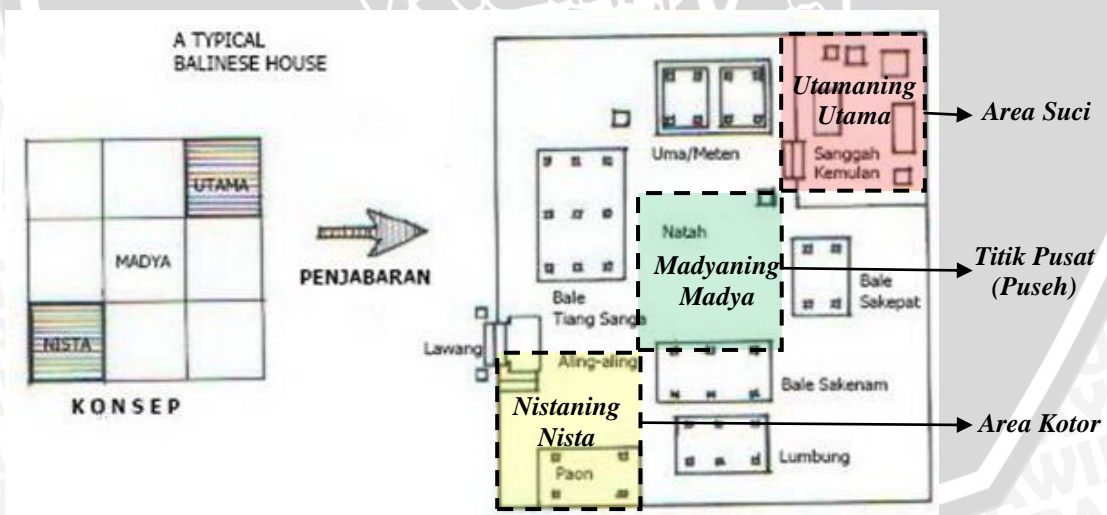 A TYPICAL
BALINESE HOUSE
UTAMA
MADYA
NISTA
KONSEP
PENJABARAN
Utamaning
Utama
Sanggah
Kemulan
Area Suci
Uma/Meten
Natah
Madyaning
Madya
Titik Pusat
(Puseh)
Bale
Sakepat
Bale
Tiang Sanga
Lawang
Aling-aling
Bale Sakenam
Nistaning
Nista
Area Kotor
Paon
Lumbung